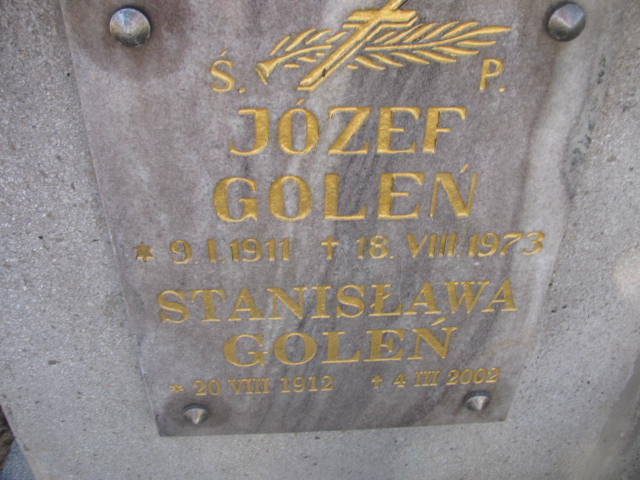 Ś. P.
JÓZEF
GOLEŃ
* 9. I 1911 ✝ 18. VIII 1973
STANISŁAWA
GOLEŃ
* 20 VIII 1912 ✝ 4 III 2002